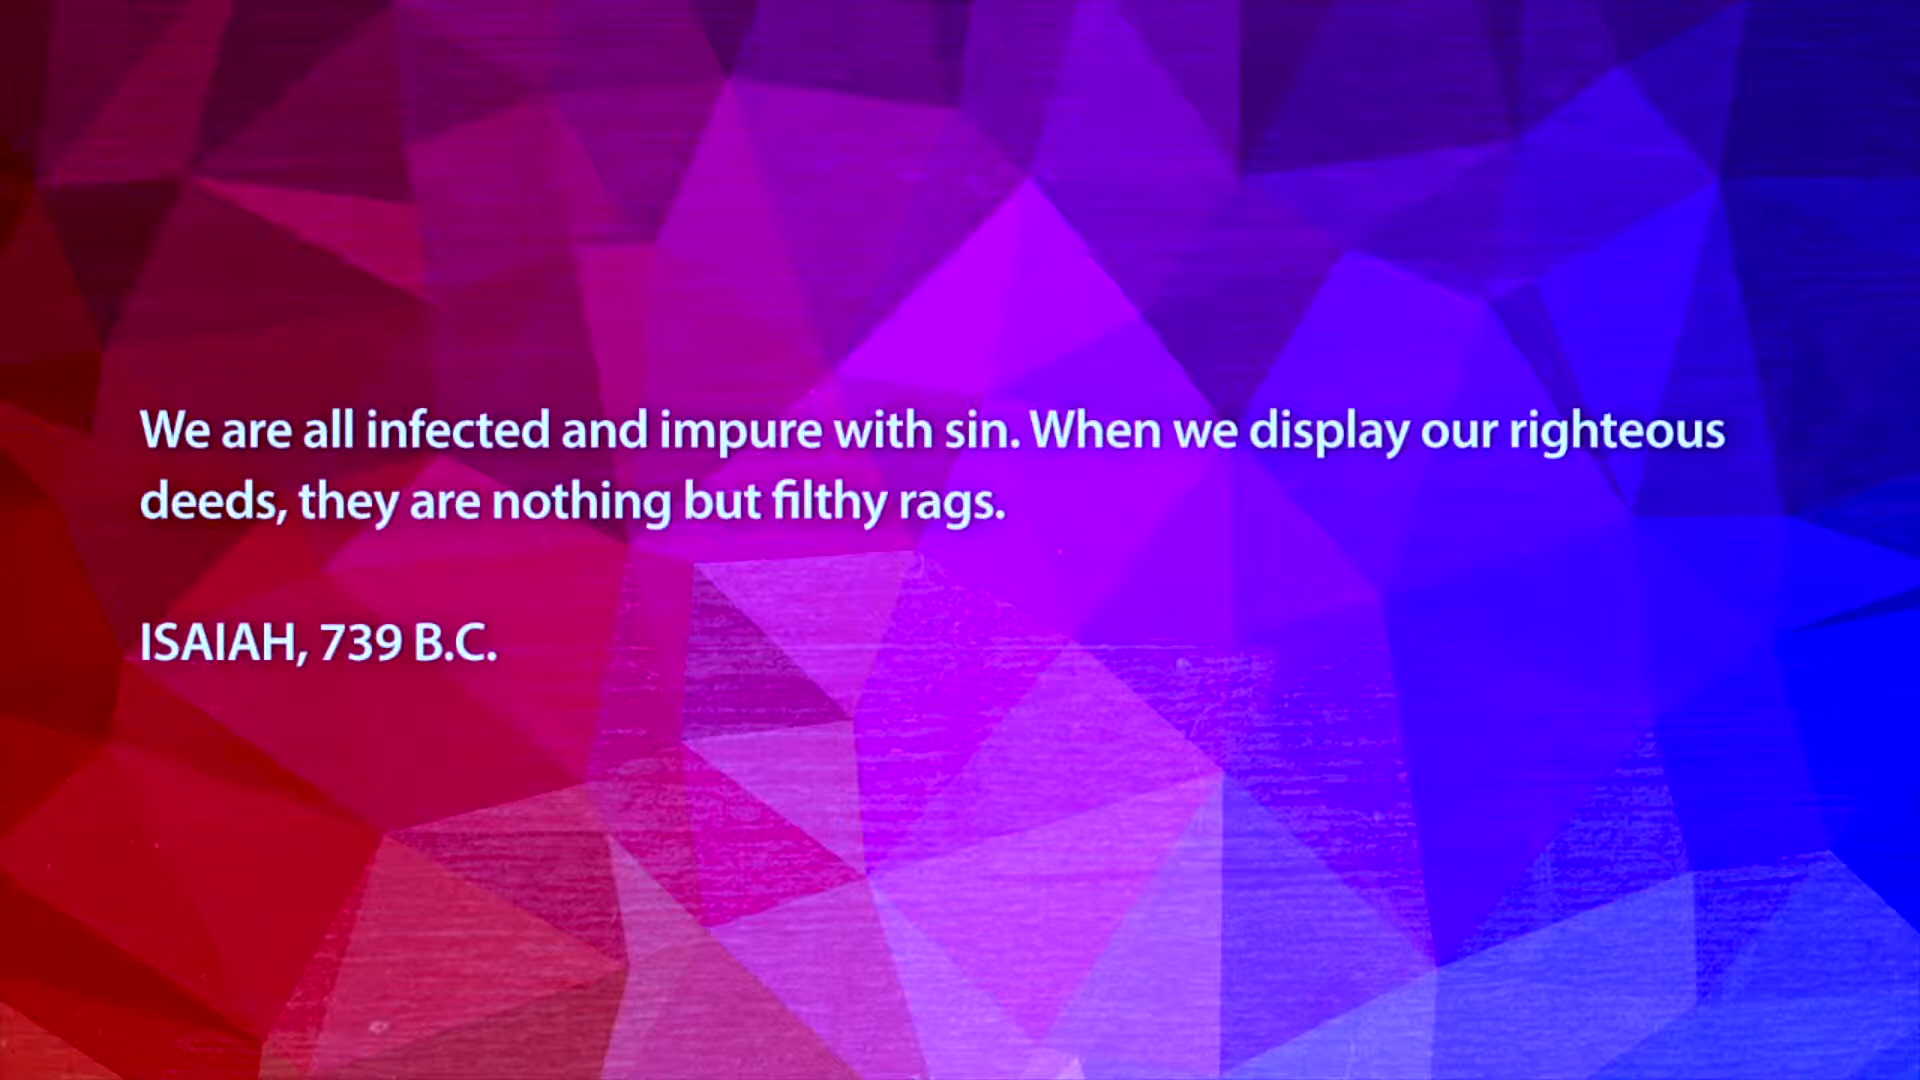 We are all infected and impure with sin. When we display our righteous
deeds, they are nothing but filthy rags.
ISAIAH, 739 B.C.